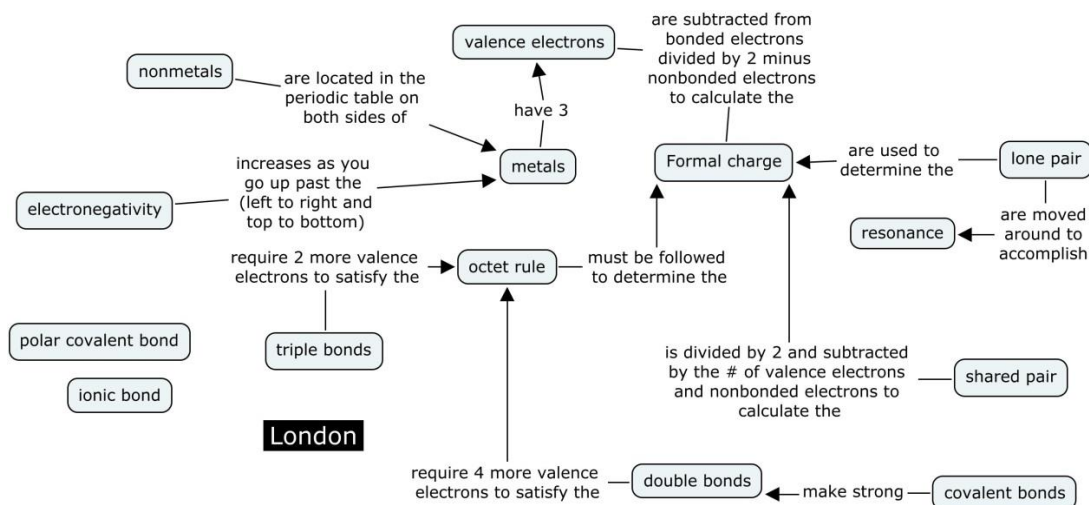 valence electrons
are subtracted from
bonded electrons
divided by 2 minus
nonbonded electrons
to calculate the
nonmetals
are located in the
periodic table on
both sides of
have 3
metals
Formal charge
are used to
determine the
lone pair
increases as you
go up past the
(left to right and
top to bottom)
electronegativity
resonance
are moved
around to
accomplish
require 2 more valence
electrons to satisfy the
octet rule
must be followed
to determine the
polar covalent bond
triple bonds
ionic bond
is divided by 2 and subtracted
by the # of valence electrons
and nonbonded electrons to
calculate the
shared pair
London
require 4 more valence
electrons to satisfy the
double bonds
make strong
covalent bonds